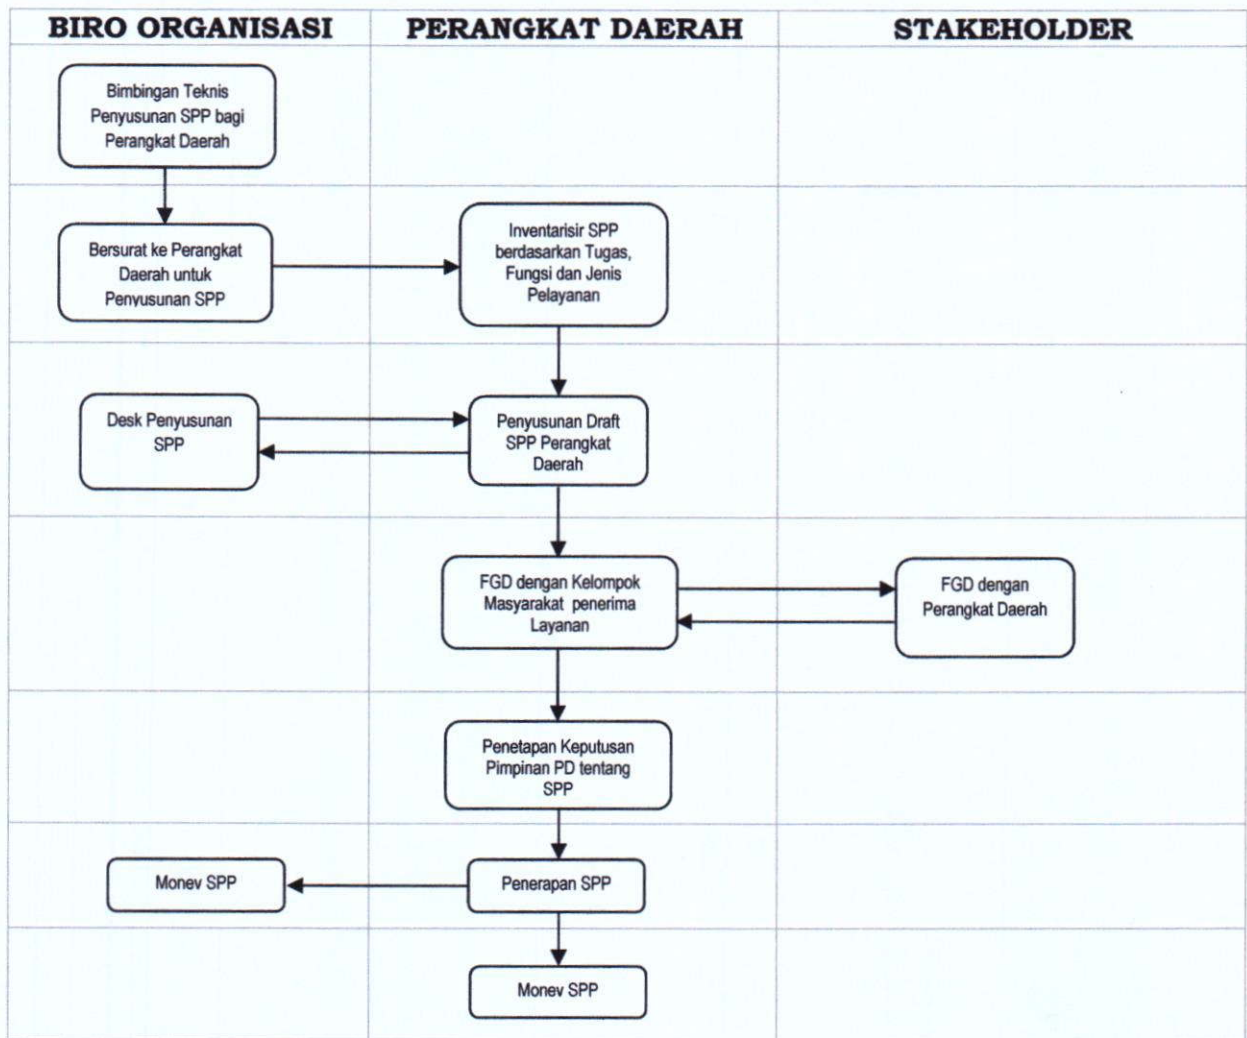 BIRO ORGANISASI
PERANGKAT DAERAH
STAKEHOLDER
Bimbingan Teknis
Penyusunan SPP bagi
Perangkat Daerah
Bersurat ke Perangkat
Daerah untuk
Penyusunan SPP
Inventarisir SPP
berdasarkan Tugas,
Fungsi dan Jenis
Pelayanan
Desk Penyusunan
SPP
Penyusunan Draft
SPP Perangkat
Daerah
FGD dengan Kelompok
Masyarakat penerima
Layanan
FGD dengan
Perangkat Daerah
Penetapan Keputusan
Pimpinan PD tentang
SPP
Monev SPP
Penerapan SPP
Monev SPP